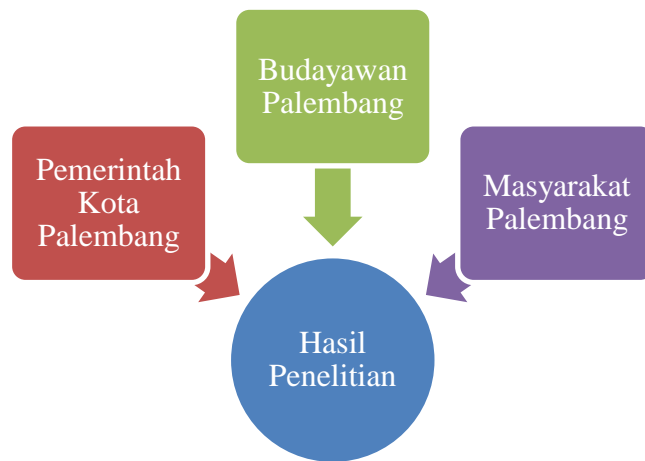 Budayawan
Palembang
Pemerintah
Kota
Palembang
Masyarakat
Palembang
Hasil
Penelitian